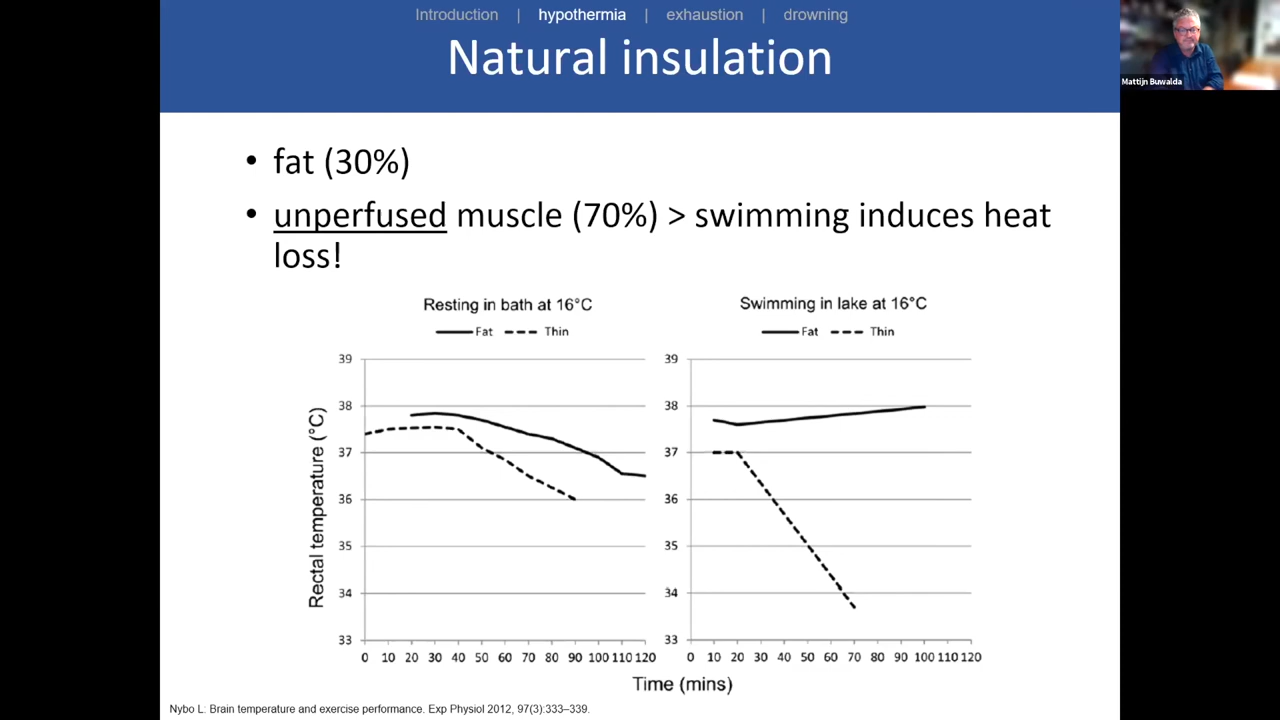 Introduction | hypothermia | exhaustion | drowning
Natural insulation
Mattijn Buwalda
• fat (30%)
• unperfused muscle (70%) > swimming induces heat
loss!
Resting in bath at 16°C
Fat Thin
39
38
37
36
35
34
33
0 10 20 30 40 50 60 70 80 90 100 110 120
Rectal temperature (°C)
Swimming in lake at 16°C
Fat Thin
39
38
37
36
35
34
33
0 10 20 30 40 50 60 70 80 90 100 110 120
Time (mins)
Nybo L: Brain temperature and exercise performance. Exp Physiol 2012, 97(3):333–339.